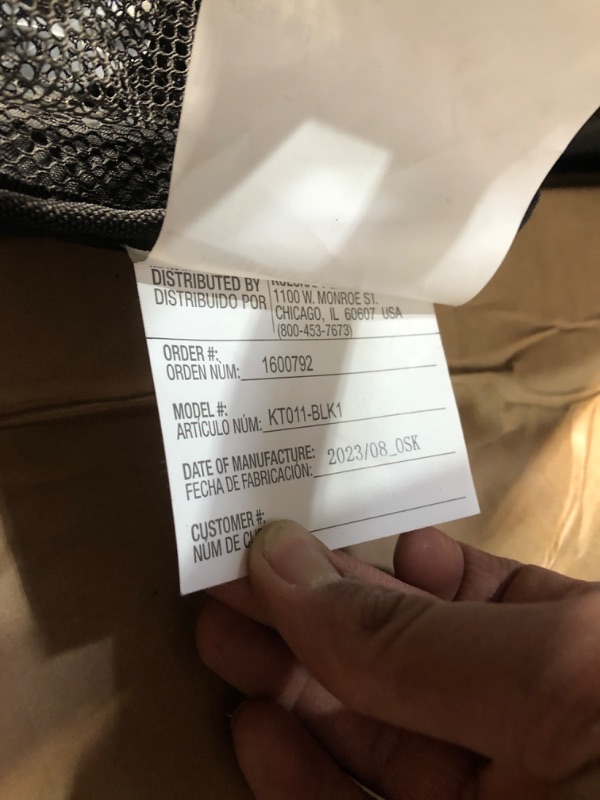 DISTRIBUTED BY
DISTRIBUIDO POR
1100 W. MONROE ST.
CHICAGO, IL 60607 USA
(800-453-7673)
ORDER #:
ORDEN NÚM: 1600792
MODEL #:
ARTÍCULO NÚM: KT011-BLK1
DATE OF MANUFACTURE: 2023/08_OSK
FECHA DE FABRICACIÓN:
CUSTOMER #:
NÚM DE